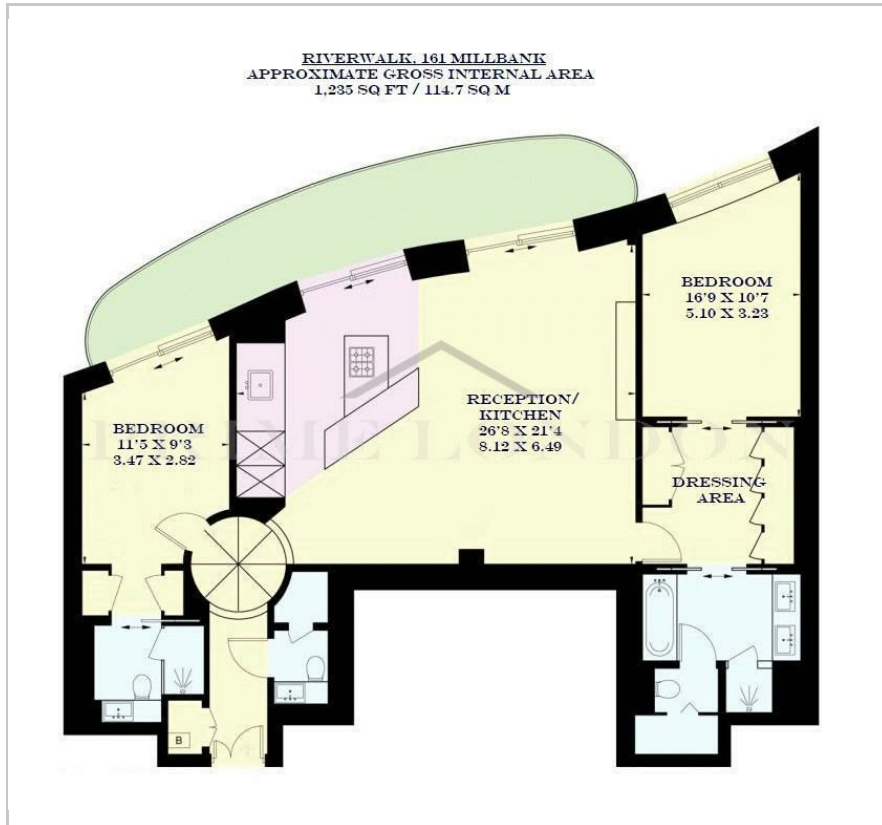 RIVERWALK, 161 MILLBANK
APPROXIMATE GROSS INTERNAL AREA
1,235 SQ FT / 114.7 SQ M
BEDROOM
16'9 X 10'7
5.10 X 3.23
RECEPTION/
KITCHEN
26'8 X 21'4
8.12 X 6.49
BEDROOM
11'5 X 9'3
3.47 X 2.82
PRIME LONDON
DRESSING
AREA
B